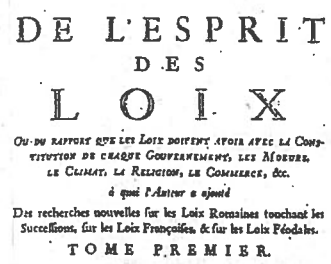 DE L'ESPRIT
DES
LOIX
OU DU RAPPORT QUE LES LOIX DOIVENT AVOIR AVEC LA CONS-
TITUTION DE CHAQUE GOUVERNEMENT, LES MOEURS,
LE CLIMAT, LA RELIGION, LE COMMERCE, &c.
à quoi l'Auteur a ajouté
Des recherches nouvelles sur les Loix Romaines touchant les
Successions, sur les Loix Françoises, & sur les Loix Féodales.
TOME PREMIER.